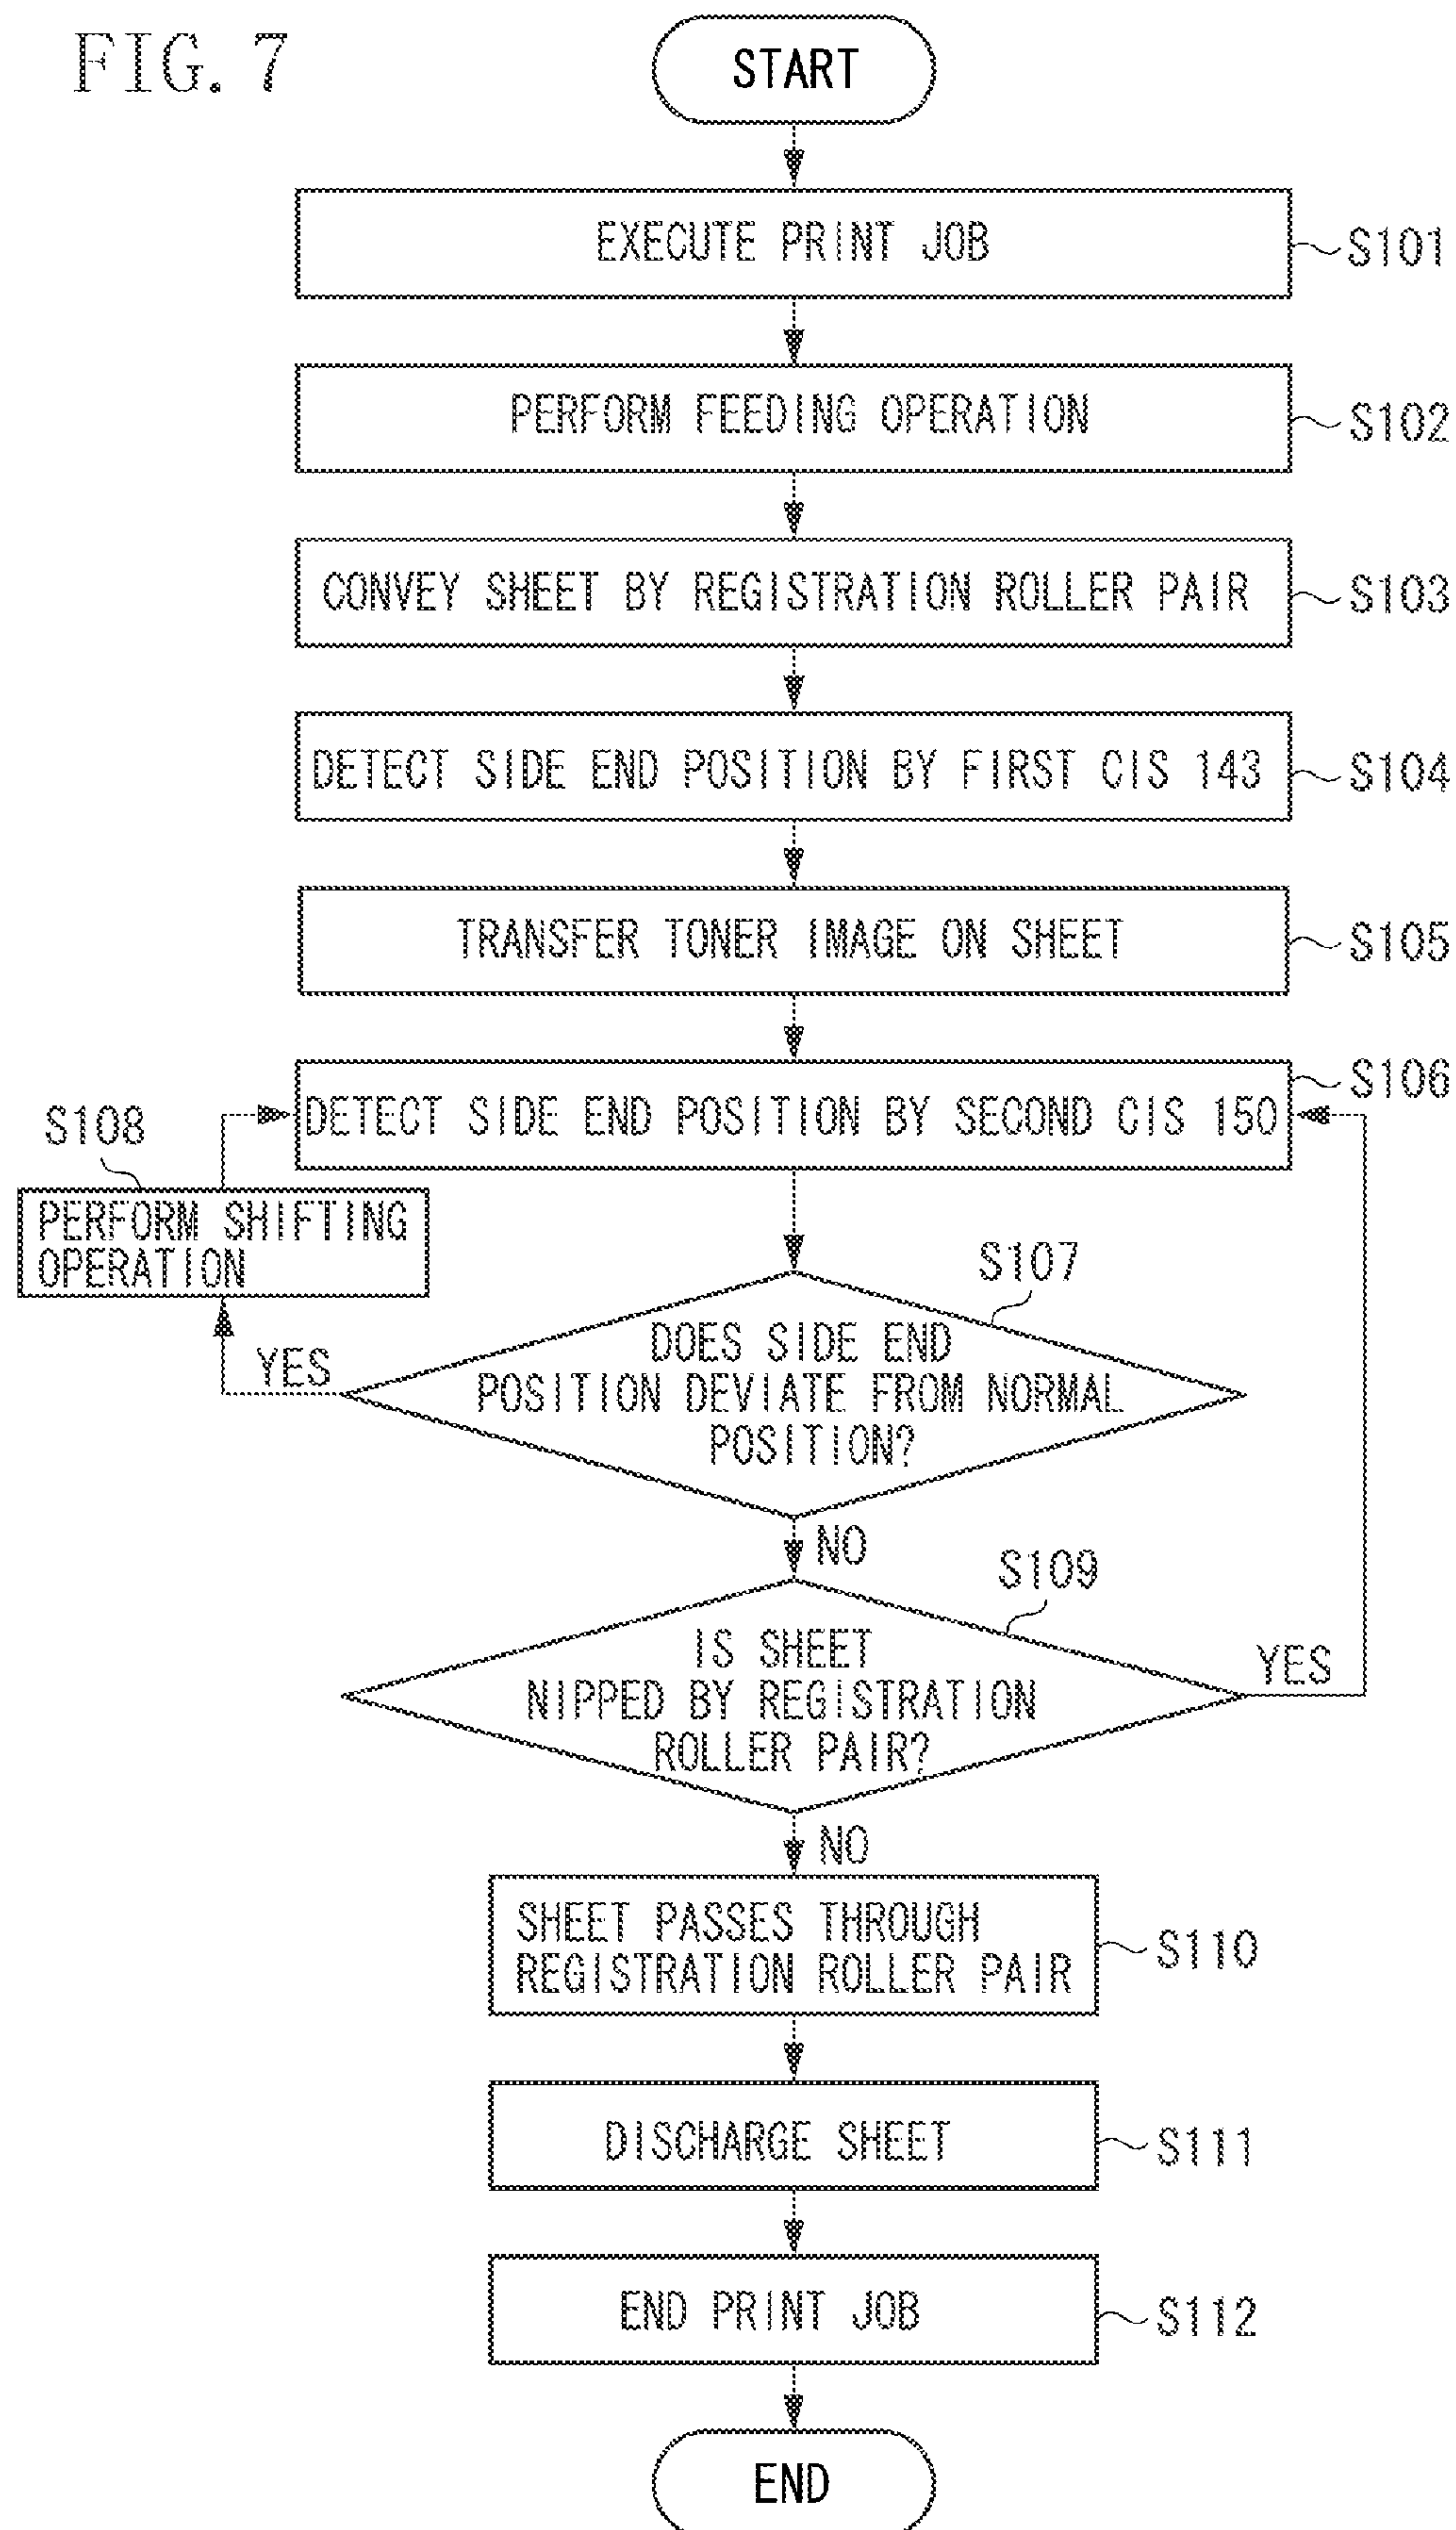 FIG. 7
START
EXECUTE PRINT JOB
S101
PERFORM FEEDING OPERATION
S102
CONVEY SHEET BY REGISTRATION ROLLER PAIR
S103
DETECT SIDE END POSITION BY FIRST CIS 143
S104
TRANSFER TONER IMAGE ON SHEET
S105
DETECT SIDE END POSITION BY SECOND CIS 150
S106
S108
PERFORM SHIFTING
OPERATION
S107
DOES SIDE END
POSITION DEVIATE FROM NORMAL
POSITION?
YES
NO
S109
IS SHEET
NIPPED BY REGISTRATION
ROLLER PAIR?
YES
NO
SHEET PASSES THROUGH
REGISTRATION ROLLER PAIR
S110
DISCHARGE SHEET
S111
END PRINT JOB
S112
END